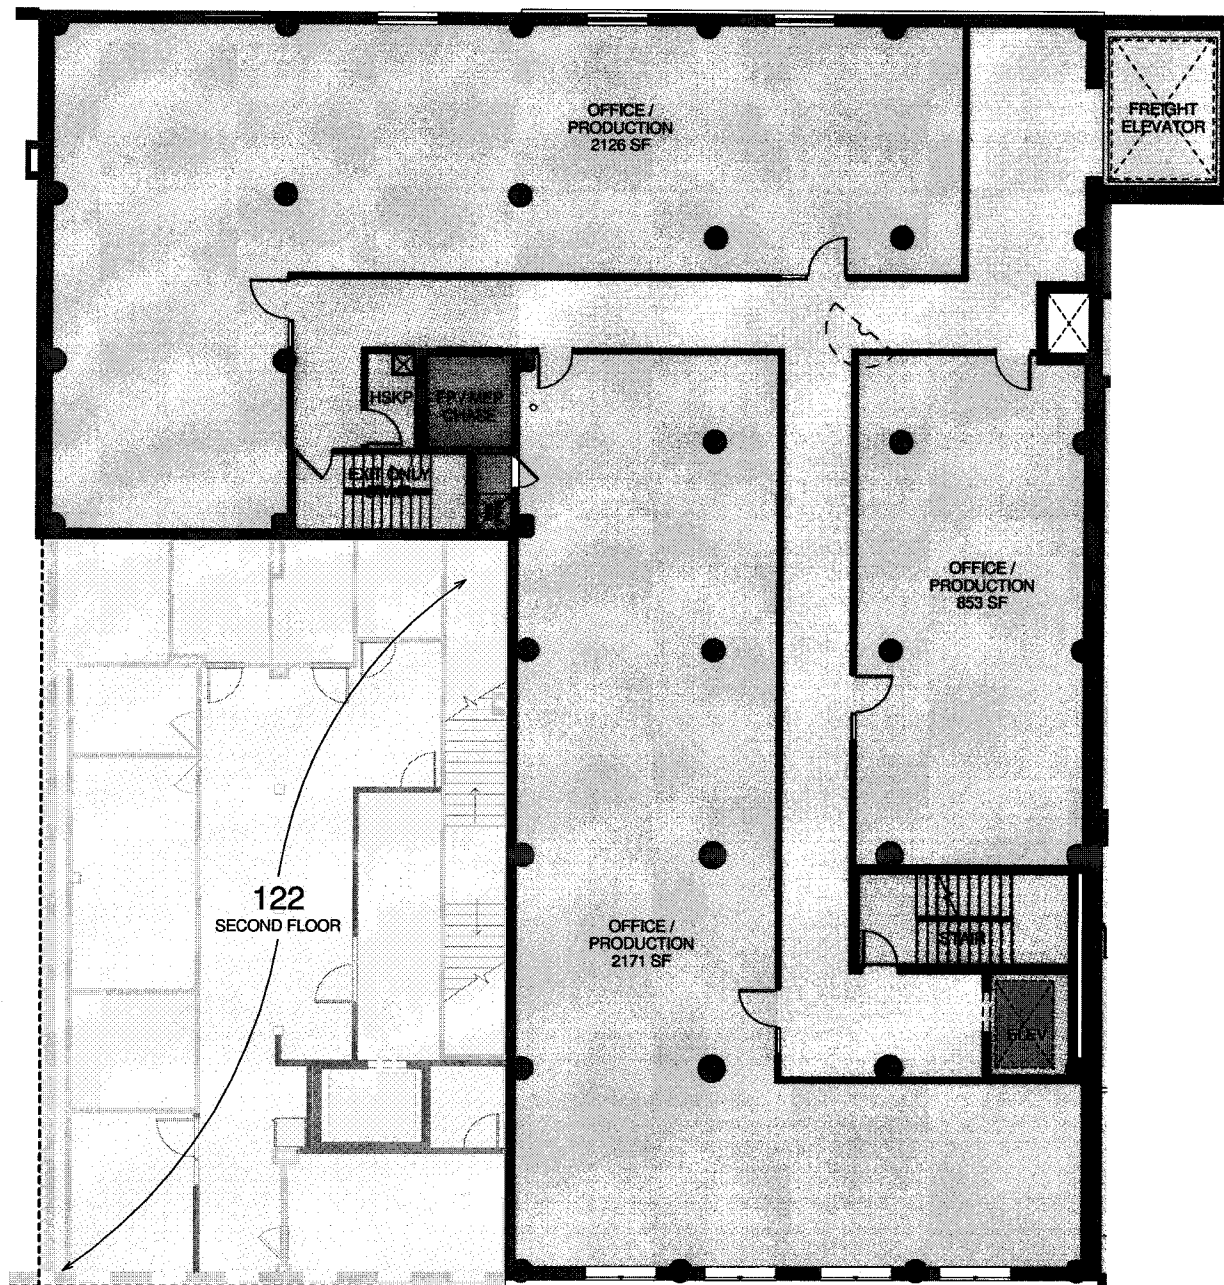 OFFICE /
PRODUCTION
2126 SF
FREIGHT
ELEVATOR
HSKP
CHASE
EXIT ONLY
OFFICE /
PRODUCTION
853 SF
122
SECOND FLOOR
OFFICE /
PRODUCTION
2171 SF
STAIR
ELEV